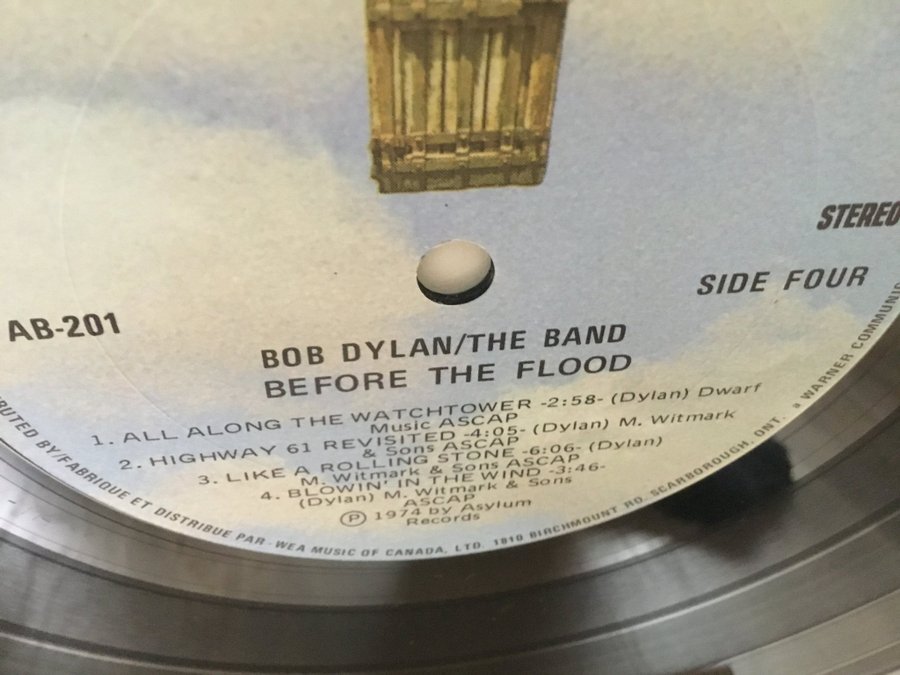 STEREO
SIDE FOUR
AB-201
BOB DYLAN/THE BAND
BEFORE THE FLOOD
1. ALL ALONG THE WATCHTOWER -2:58- (Dylan) Dwarf
Music ASCAP
2. HIGHWAY 61 REVISITED -4:05- (Dylan) M. Witmark
& Sons ASCAP
3. LIKE A ROLLING STONE -6:06- (Dylan)
M. Witmark & Sons ASCAP
4. BLOWIN' IN THE WIND -3:46-
(Dylan) M. Witmark & Sons
ASCAP
Ⓟ 1974 by Asylum
Records
BUTED BY/FABRIQUE ET DISTRIBUE PAR - WEA MUSIC OF CANADA, LTD. 1810 BIRCHMOUNT RD. SCARBOROUGH, ONT. a WARNER COMMUNIC